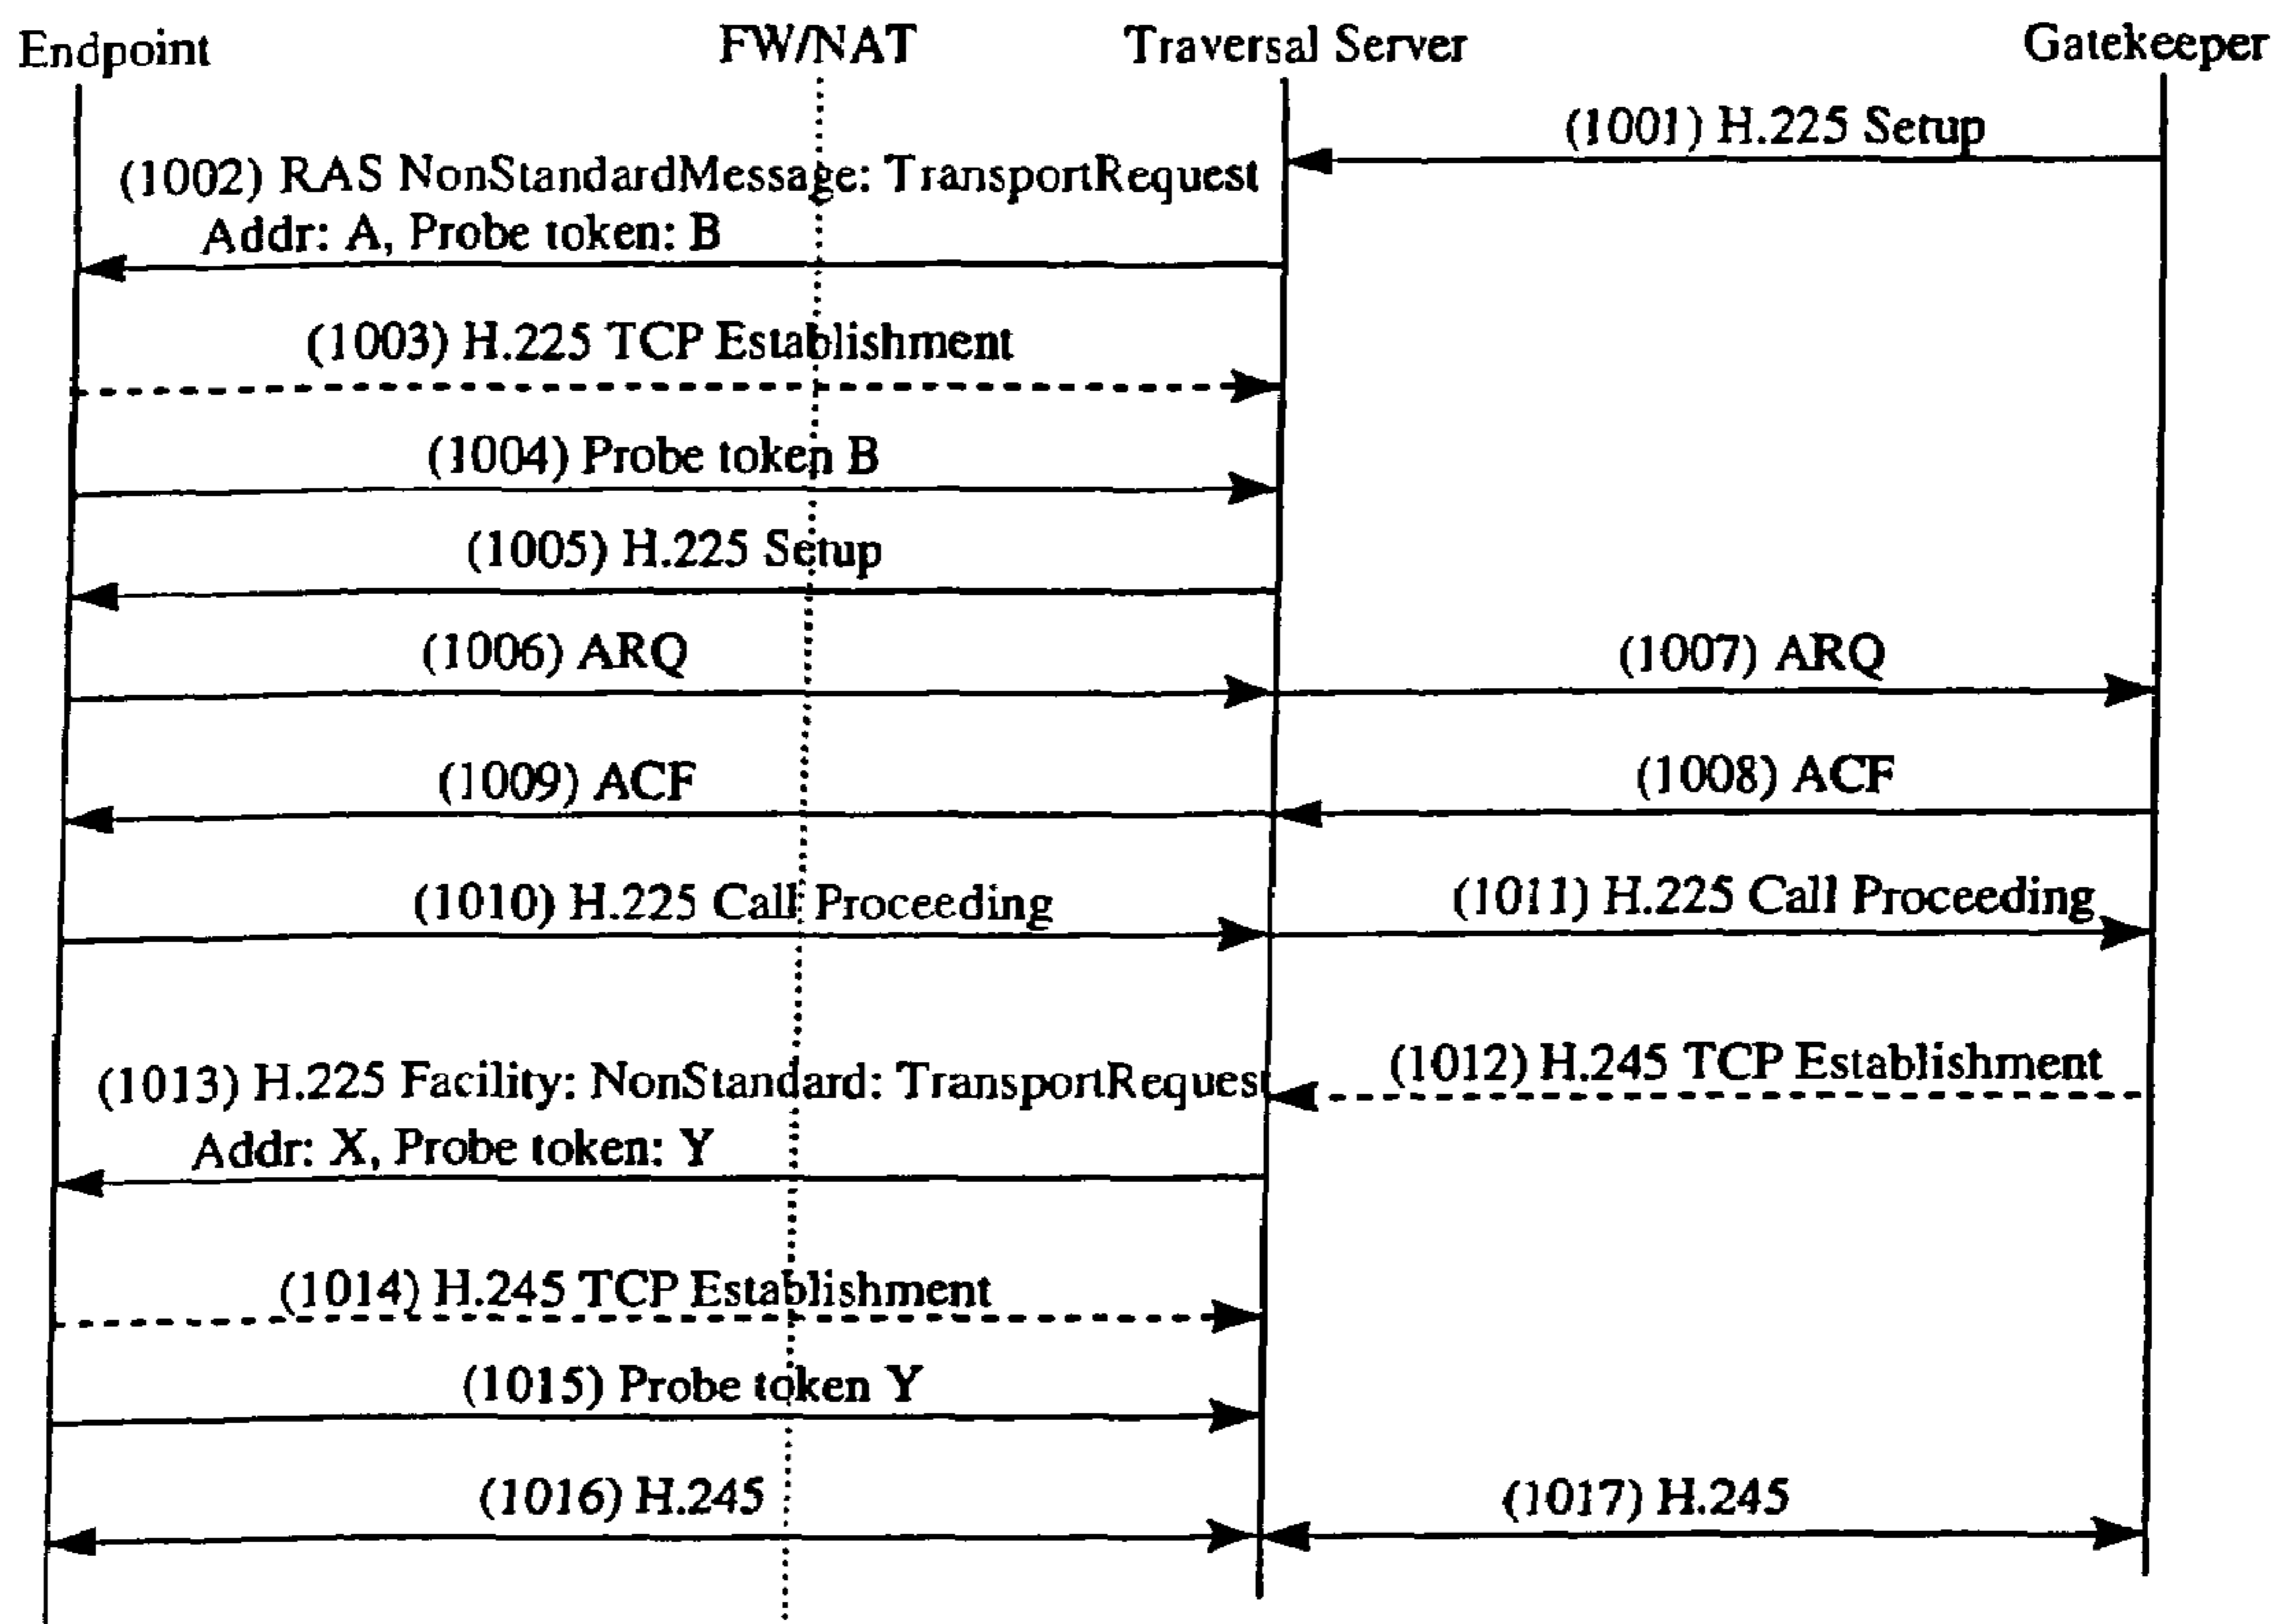 Endpoint
FW/NAT
Traversal Server
Gatekeeper
(1001) H.225 Setup
(1002) RAS NonStandardMessage: TransportRequest
Addr: A, Probe token: B
(1003) H.225 TCP Establishment
(1004) Probe token B
(1005) H.225 Setup
(1006) ARQ
(1007) ARQ
(1009) ACF
(1008) ACF
(1010) H.225 Call Proceeding
(1011) H.225 Call Proceeding
(1012) H.245 TCP Establishment
(1013) H.225 Facility: NonStandard: TransportRequest
Addr: X, Probe token: Y
(1014) H.245 TCP Establishment
(1015) Probe token Y
(1016) H.245
(1017) H.245